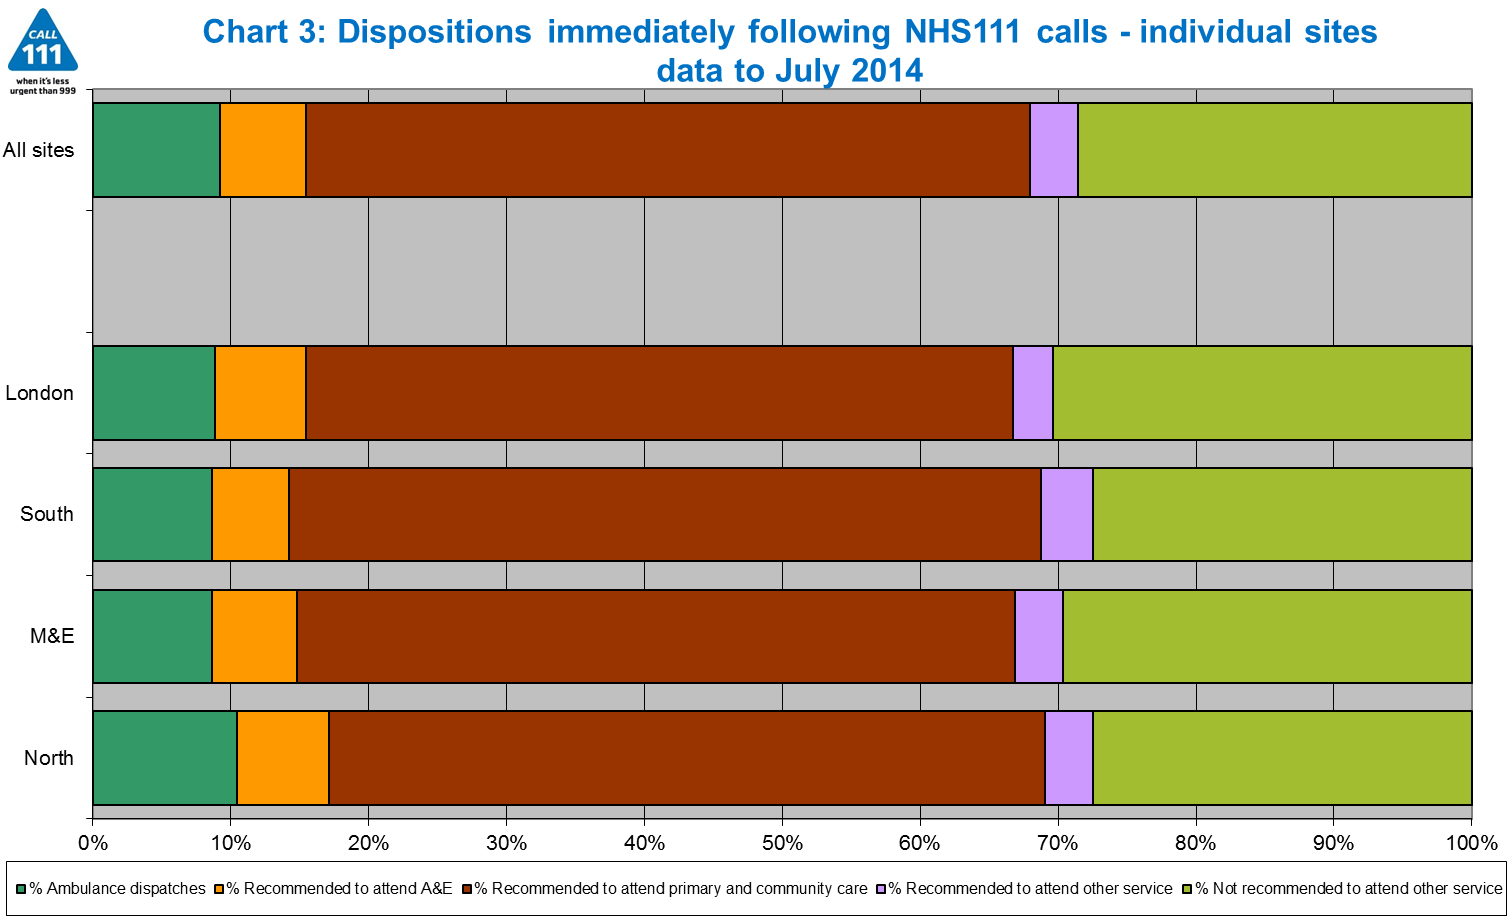 CALL
111
when it's less
urgent than 999
Chart 3: Dispositions immediately following NHS111 calls - individual sites
data to July 2014
All sites
London
South
M&E
North
0% 10% 20% 30% 40% 50% 60% 70% 80% 90% 100%
% Ambulance dispatches % Recommended to attend A&E % Recommended to attend primary and community care % Recommended to attend other service % Not recommended to attend other service